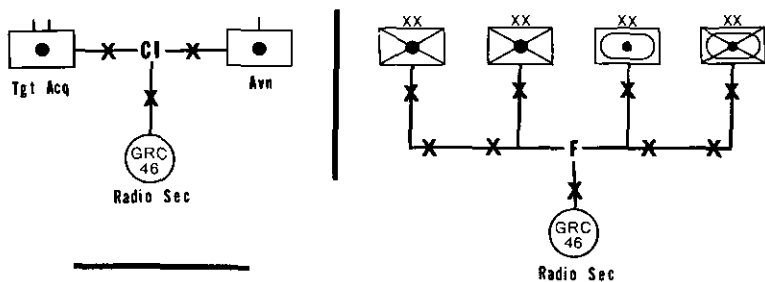 CI
Tgt Acq
Avn
GRC
46
Radio Sec
XX
XX
XX
XX
F
GRC
46
Radio Sec